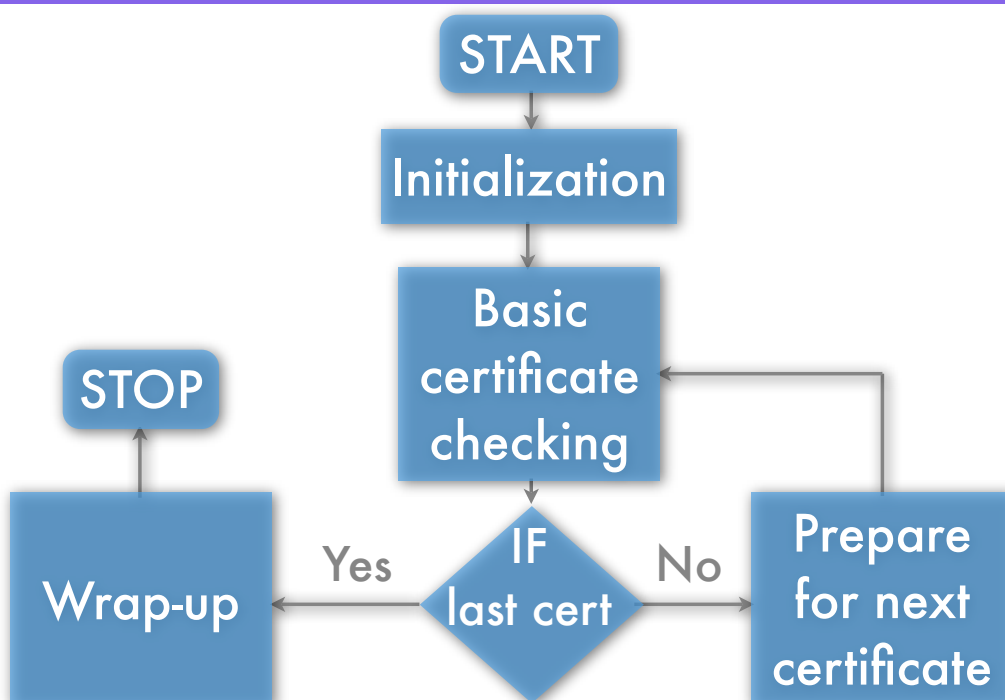 START
Initialization
Basic
certificate
checking
STOP
IF
last cert
Yes
No
Wrap-up
Prepare
for next
certificate